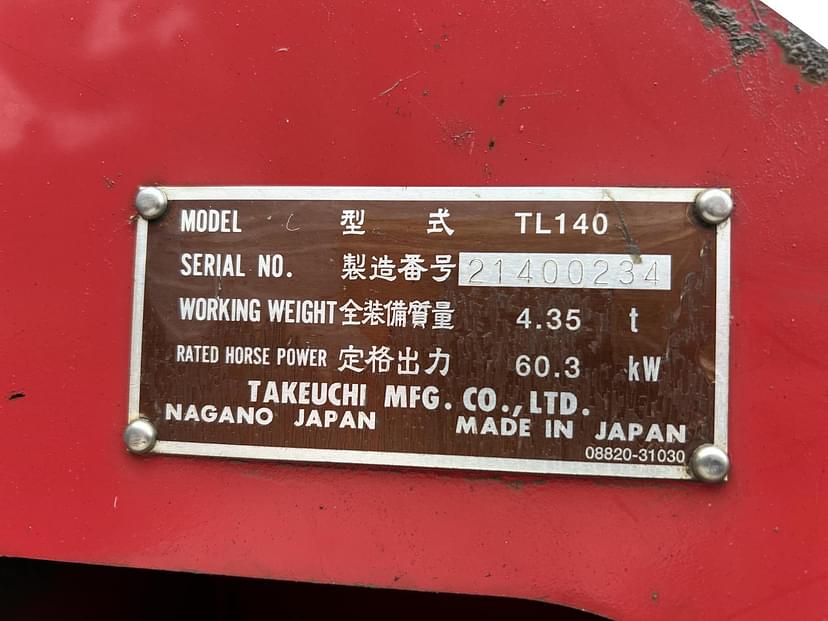 MODEL 型式 TL140
SERIAL NO. 製造番号 21400234
WORKING WEIGHT 全装備質量 4.35 t
RATED HORSE POWER 定格出力 60.3 kW
TAKEUCHI MFG. CO., LTD.
NAGANO JAPAN MADE IN JAPAN
08820-31030